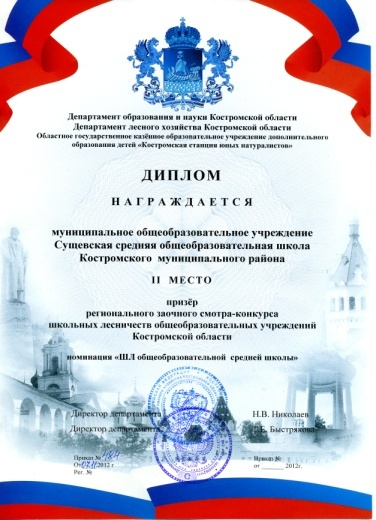 Департамент образования и науки Костромской области
Департамент лесного хозяйства Костромской области
Областное государственное казённое образовательное учреждение дополнительного
образования детей «Костромская станция юных натуралистов»
ДИПЛОМ
НАГРАЖДАЕТСЯ
муниципальное общеобразовательное учреждение
Сущевская средняя общеобразовательная школа
Костромского муниципального района
II МЕСТО
призёр
регионального заочного смотра-конкурса
школьных лесничеств общеобразовательных учреждений
Костромской области
номинация «ШЛ общеобразовательной средней школы»
Директор департамента Н.В. Николаев
Директор департамента Быстрякова
Приказ № Приказ №
От 2012 г от 2012г.
Рег. №